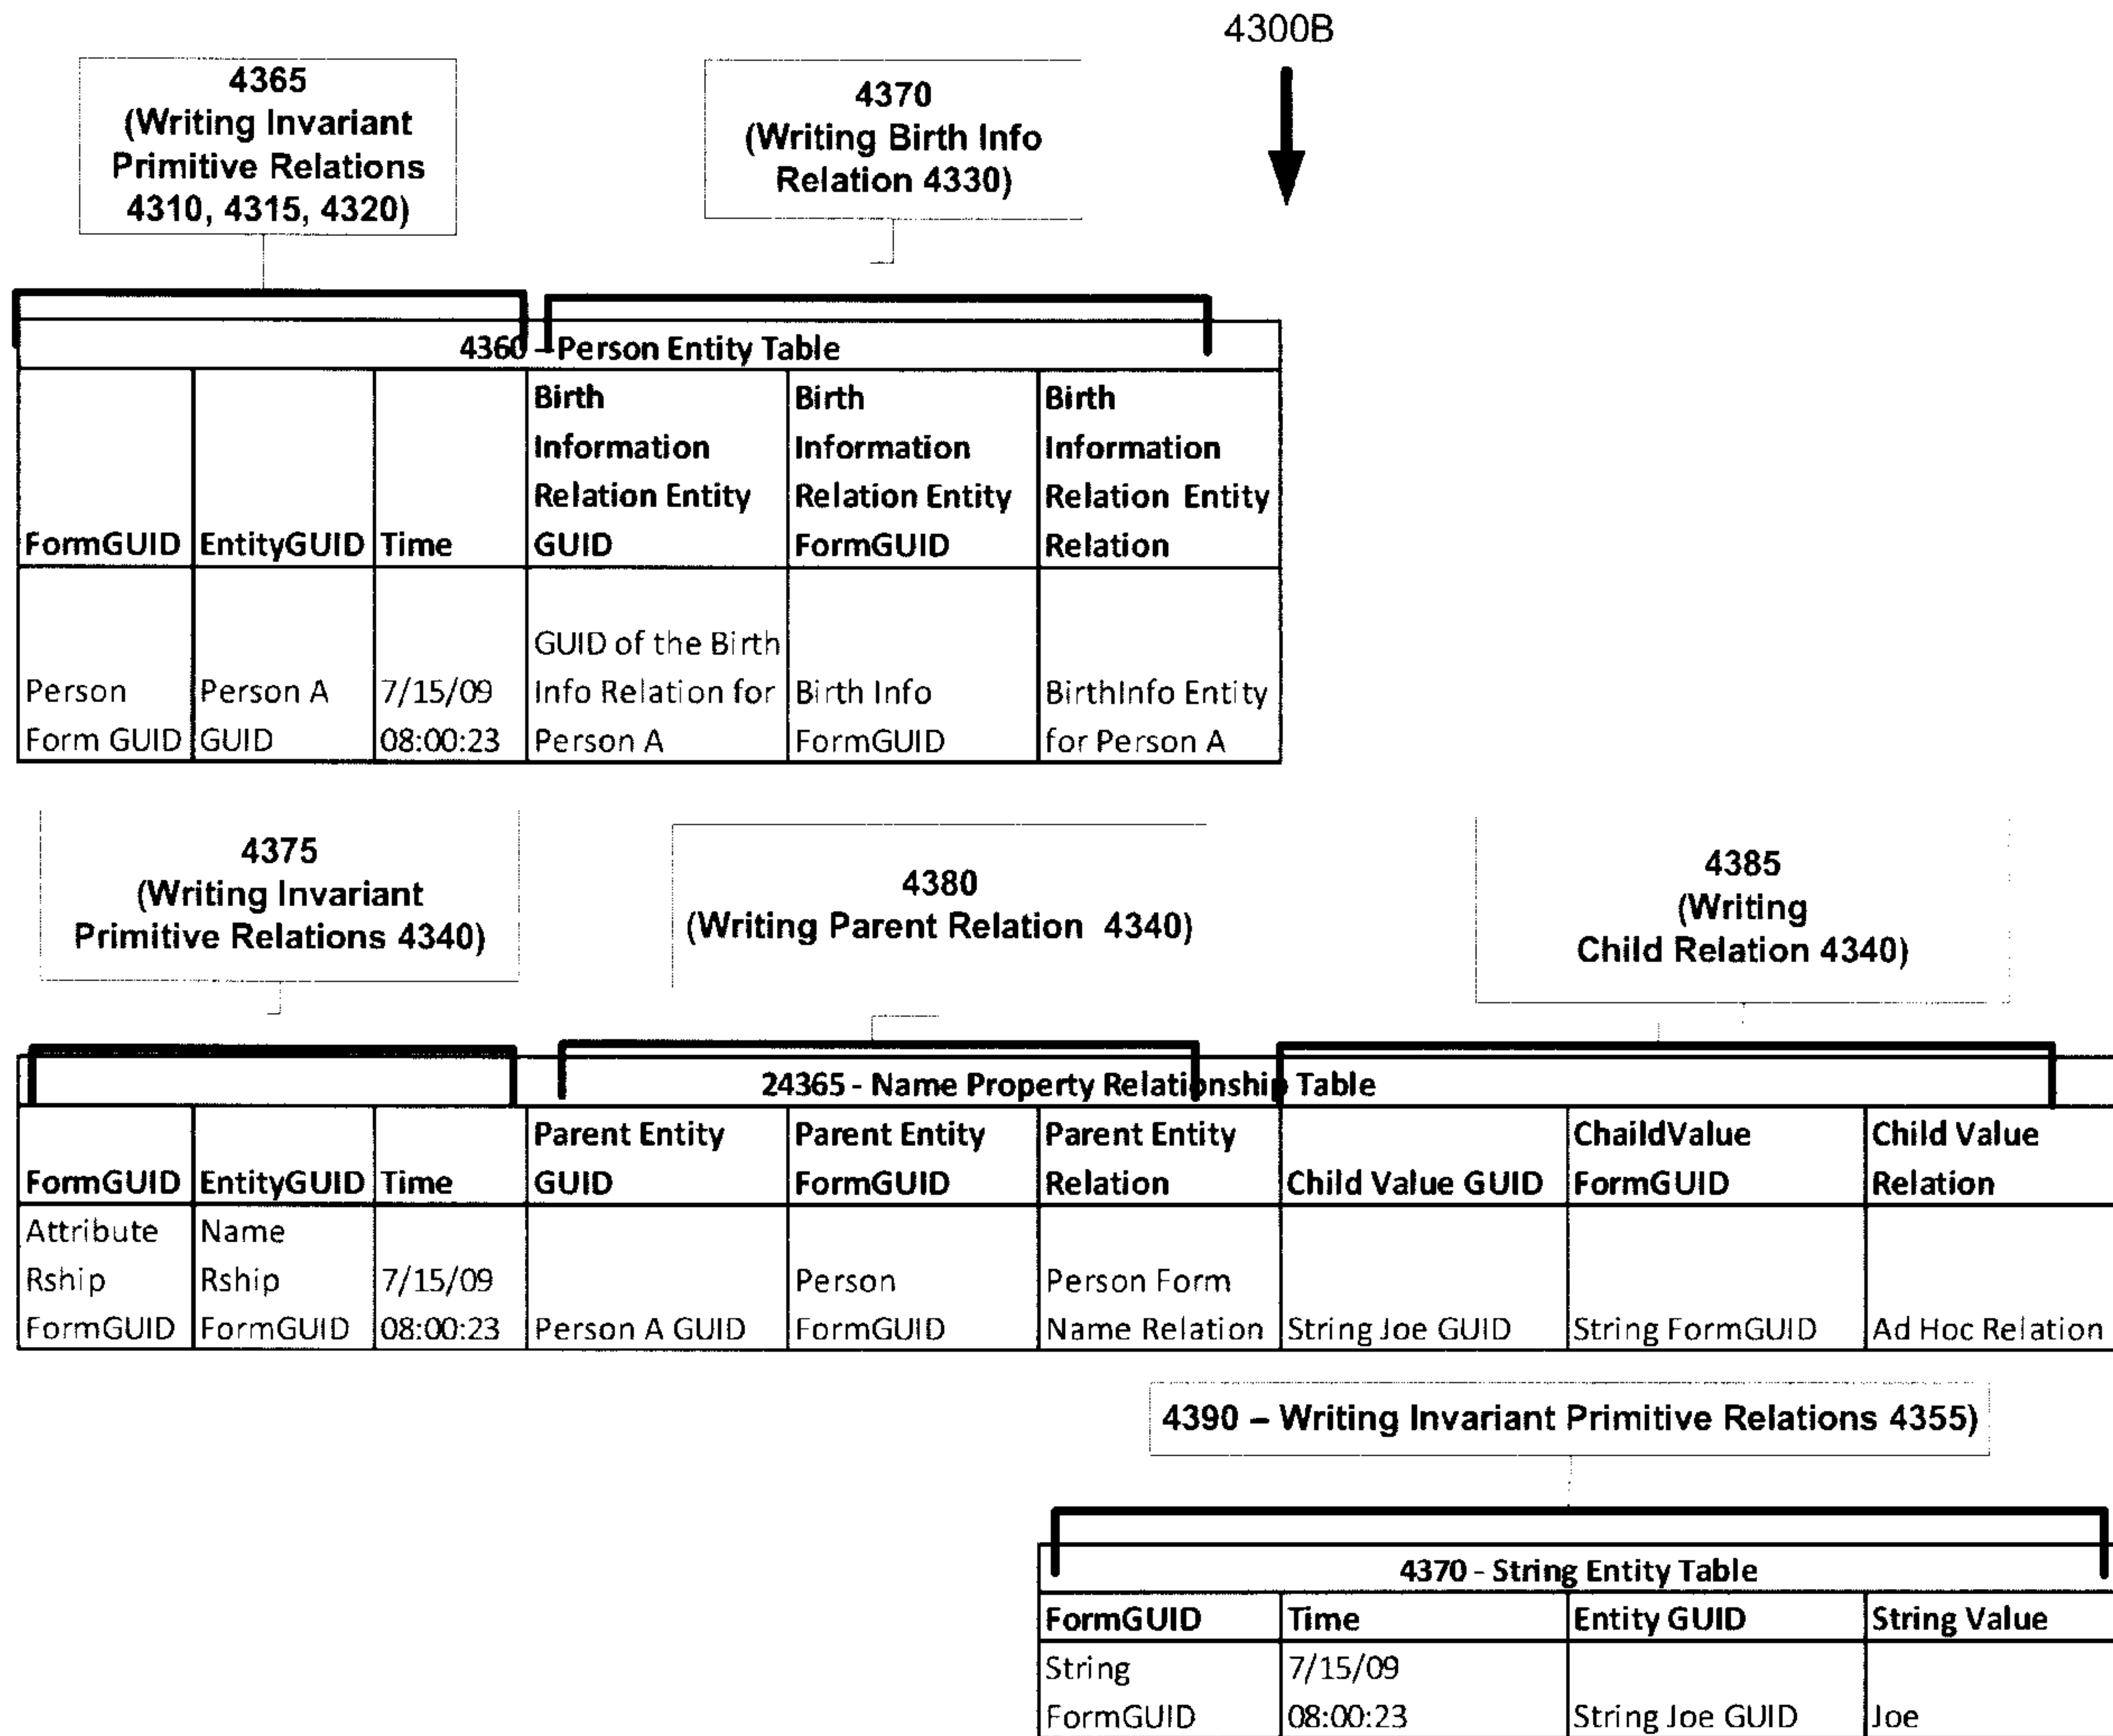 4300B
4365
(Writing Invariant
Primitive Relations
4310, 4315, 4320)
4370
(Writing Birth Info
Relation 4330)
4360 – Person Entity Table
FormGUID
EntityGUID
Time
Birth
Information
Relation Entity
GUID
Birth
Information
Relation Entity
FormGUID
Birth
Information
Relation Entity
Relation
Person
Form GUID
Person A
GUID
7/15/09
08:00:23
GUID of the Birth
Info Relation for
Person A
Birth Info
FormGUID
BirthInfo Entity
for Person A
4375
(Writing Invariant
Primitive Relations 4340)
4380
(Writing Parent Relation 4340)
4385
(Writing
Child Relation 4340)
24365 - Name Property Relationship Table
FormGUID
EntityGUID
Time
Parent Entity
GUID
Parent Entity
FormGUID
Parent Entity
Relation
Child Value GUID
ChaildValue
FormGUID
Child Value
Relation
Attribute
Rship
FormGUID
Name
Rship
FormGUID
7/15/09
08:00:23
Person A GUID
Person
FormGUID
Person Form
Name Relation
String Joe GUID
String FormGUID
Ad Hoc Relation
4390 – Writing Invariant Primitive Relations 4355)
4370 - String Entity Table
FormGUID
Time
Entity GUID
String Value
String
FormGUID
7/15/09
08:00:23
String Joe GUID
Joe